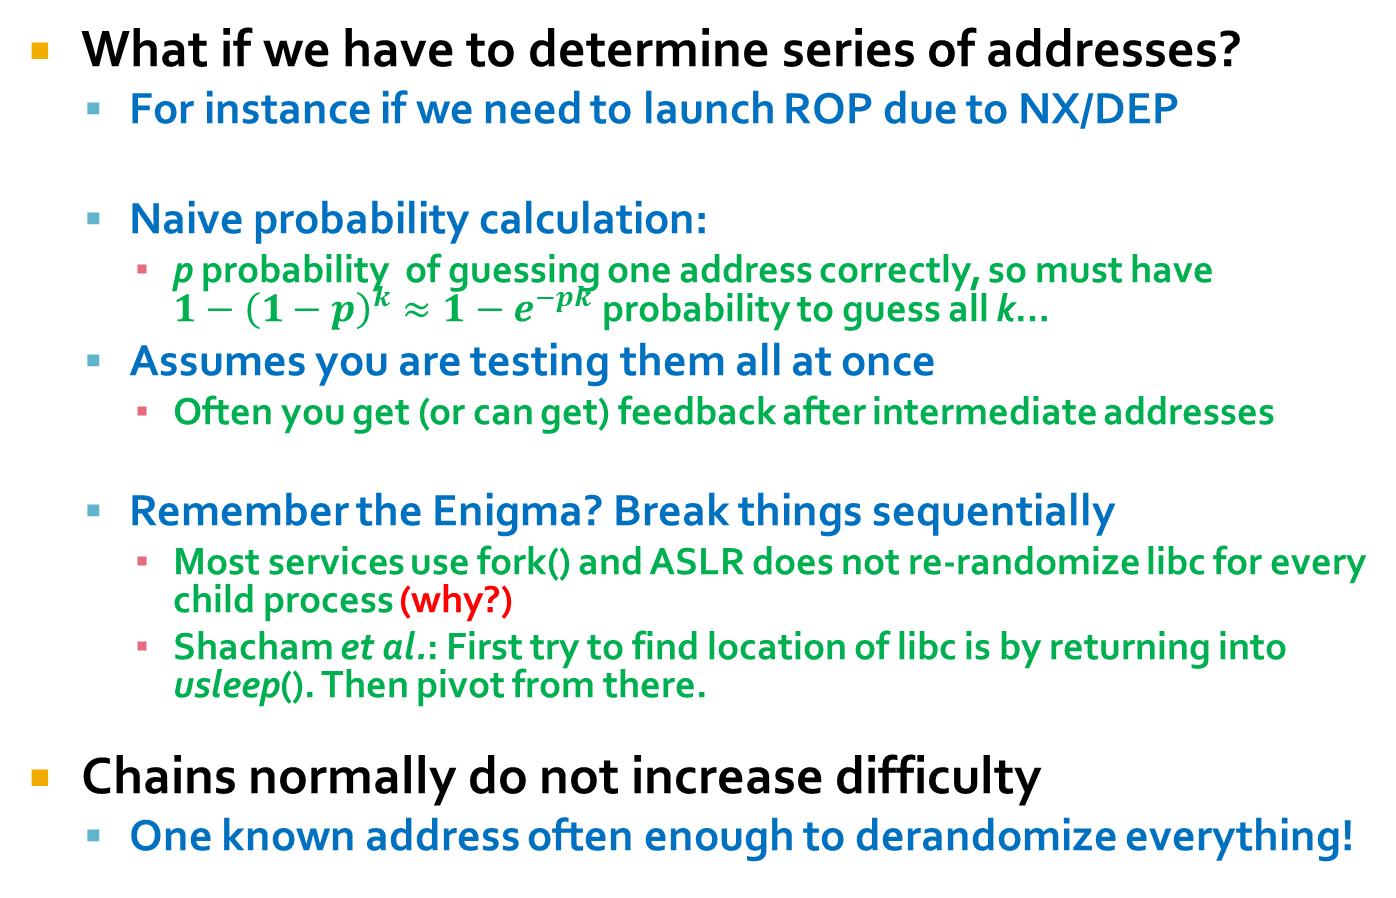 What if we have to determine series of addresses?
For instance if we need to launch ROP due to NX/DEP
Naive probability calculation:
p probability of guessing one address correctly, so must have
1 − (1 − p)^k ≈ 1 − e^{−pk} probability to guess all k…
Assumes you are testing them all at once
Often you get (or can get) feedback after intermediate addresses
Remember the Enigma? Break things sequentially
Most services use fork() and ASLR does not re-randomize libc for every
child process (why?)
Shacham et al.: First try to find location of libc is by returning into
usleep(). Then pivot from there.
Chains normally do not increase difficulty
One known address often enough to derandomize everything!